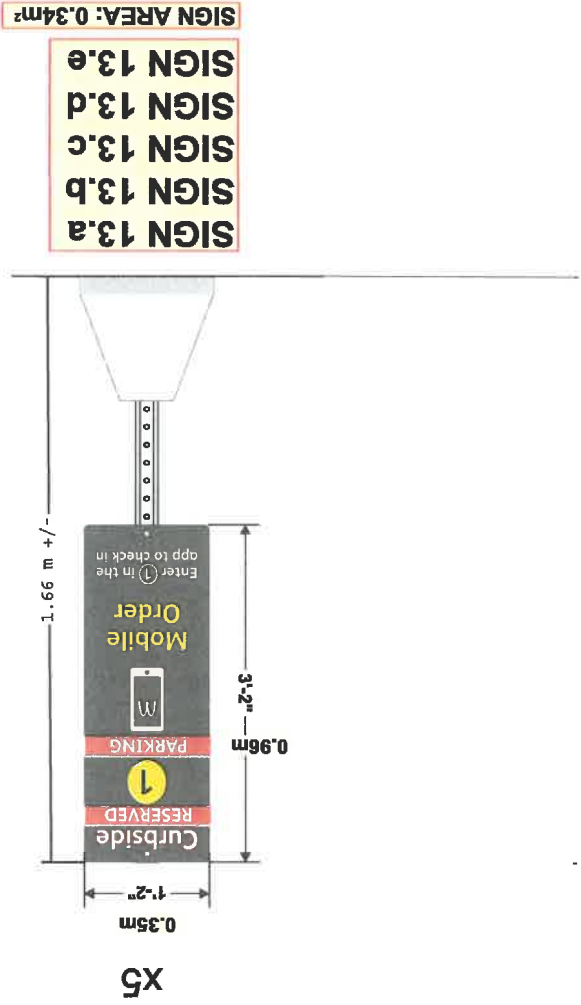 x5
0.35m
1'-2"
Curbside
RESERVED
1
PARKING
Mobile
Order
Enter 1 in the
app to check in
0.96m
3'-2"
1.66 m +/-
SIGN 13.a
SIGN 13.b
SIGN 13.c
SIGN 13.d
SIGN 13.e
SIGN AREA: 0.34m²